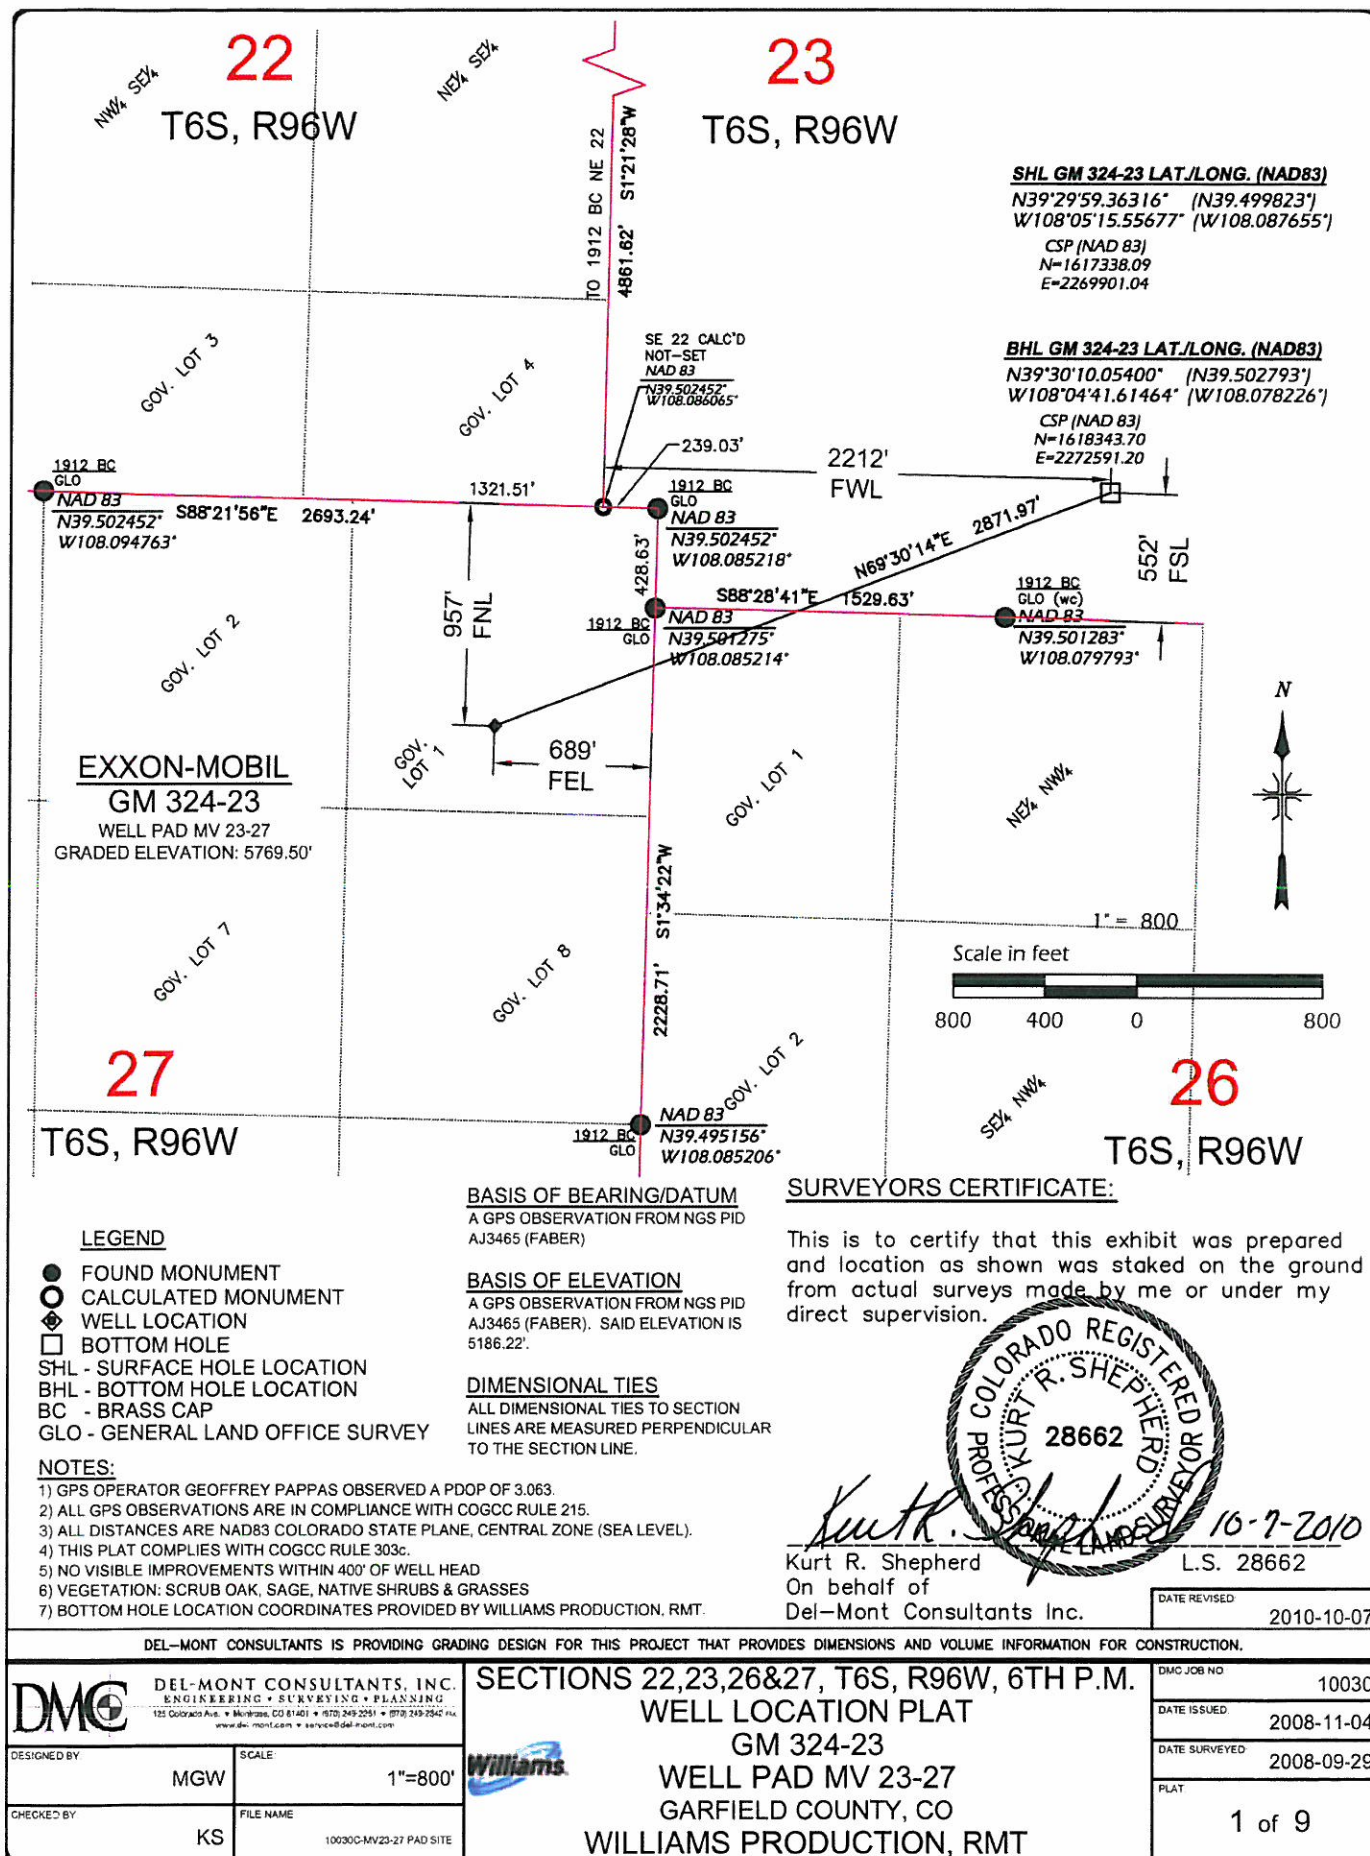 22
T6S, R96W
NW¼ SE¼
NE¼ SE¼
23
T6S, R96W
TO 1912 BC NE 22
4861.62' S1°21'28"W
SHL GM 324-23 LAT./LONG. (NAD83)
N39°29'59.36316" (N39.499823°)
W108°05'15.55677" (W108.087655°)
CSP (NAD 83)
N=1617338.09
E=2269901.04
BHL GM 324-23 LAT./LONG. (NAD83)
N39°30'10.05400" (N39.502793°)
W108°04'41.61464" (W108.078226°)
CSP (NAD 83)
N=1618343.70
E=2272591.20
GOV. LOT 3
GOV. LOT 4
SE 22 CALC'D
NOT-SET
NAD 83
N39.502452°
W108.086065°
239.03'
2212'
FWL
1912 BC
GLO
NAD 83
N39.502452°
W108.094763°
S88°21'56"E 2693.24'
1321.51'
1912 BC
GLO
NAD 83
N39.502452°
W108.085218°
428.63'
N69°30'14"E 2871.97'
552'
FSL
957'
FNL
1912 BC
GLO
NAD 83
N39.501275°
W108.085214°
S88°28'41"E 1529.63'
1912 BC
GLO (wc)
NAD 83
N39.501283°
W108.079793°
GOV. LOT 2
GOV.
LOT 1
689'
FEL
GOV. LOT 1
NE¼ NW¼
N
EXXON-MOBIL
GM 324-23
WELL PAD MV 23-27
GRADED ELEVATION: 5769.50'
GOV. LOT 7
GOV. LOT 8
2228.71' S1°34'22"W
1" = 800
Scale in feet
800 400 0 800
27
T6S, R96W
GOV. LOT 2
SE¼ NW¼
26
T6S, R96W
1912 BC
GLO
NAD 83
N39.495156°
W108.085206°
LEGEND
FOUND MONUMENT
CALCULATED MONUMENT
WELL LOCATION
BOTTOM HOLE
SHL - SURFACE HOLE LOCATION
BHL - BOTTOM HOLE LOCATION
BC - BRASS CAP
GLO - GENERAL LAND OFFICE SURVEY
BASIS OF BEARING/DATUM
A GPS OBSERVATION FROM NGS PID
AJ3465 (FABER)
BASIS OF ELEVATION
A GPS OBSERVATION FROM NGS PID
AJ3465 (FABER). SAID ELEVATION IS
5186.22'.
DIMENSIONAL TIES
ALL DIMENSIONAL TIES TO SECTION
LINES ARE MEASURED PERPENDICULAR
TO THE SECTION LINE.
SURVEYORS CERTIFICATE:
This is to certify that this exhibit was prepared
and location as shown was staked on the ground
from actual surveys made by me or under my
direct supervision.
COLORADO REGISTERED
KURT R. SHEPHERD
28662
PROFESSIONAL LAND SURVEYOR
Kurt R. Shepherd 10-7-2010
Kurt R. Shepherd L.S. 28662
On behalf of
Del-Mont Consultants Inc.
NOTES:
1) GPS OPERATOR GEOFFREY PAPPAS OBSERVED A PDOP OF 3.063.
2) ALL GPS OBSERVATIONS ARE IN COMPLIANCE WITH COGCC RULE 215.
3) ALL DISTANCES ARE NAD83 COLORADO STATE PLANE, CENTRAL ZONE (SEA LEVEL).
4) THIS PLAT COMPLIES WITH COGCC RULE 303c.
5) NO VISIBLE IMPROVEMENTS WITHIN 400' OF WELL HEAD
6) VEGETATION: SCRUB OAK, SAGE, NATIVE SHRUBS & GRASSES
7) BOTTOM HOLE LOCATION COORDINATES PROVIDED BY WILLIAMS PRODUCTION, RMT.
DATE REVISED
2010-10-07
DEL-MONT CONSULTANTS IS PROVIDING GRADING DESIGN FOR THIS PROJECT THAT PROVIDES DIMENSIONS AND VOLUME INFORMATION FOR CONSTRUCTION.
DMC
DEL-MONT CONSULTANTS, INC.
ENGINEERING • SURVEYING • PLANNING
125 Colorado Ave. • Montrose, CO 81401 • (970) 249-2251 • (970) 249-2342 FAX
www.del-mont.com • service@del-mont.com
DESIGNED BY
MGW
SCALE:
1"=800'
CHECKED BY
KS
FILE NAME
10030C-MV23-27 PAD SITE
Williams
SECTIONS 22,23,26&27, T6S, R96W, 6TH P.M.
WELL LOCATION PLAT
GM 324-23
WELL PAD MV 23-27
GARFIELD COUNTY, CO
WILLIAMS PRODUCTION, RMT
DMC JOB NO
10030
DATE ISSUED.
2008-11-04
DATE SURVEYED
2008-09-29
PLAT
1 of 9